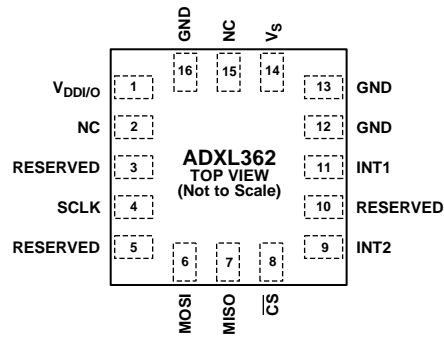 GND
NC
VS
16
15
14
VDDI/O
1
13
GND
NC
2
12
GND
RESERVED
3
11
INT1
ADXL362
TOP VIEW
(Not to Scale)
SCLK
4
10
RESERVED
RESERVED
5
9
INT2
6
7
8
MOSI
MISO
CS